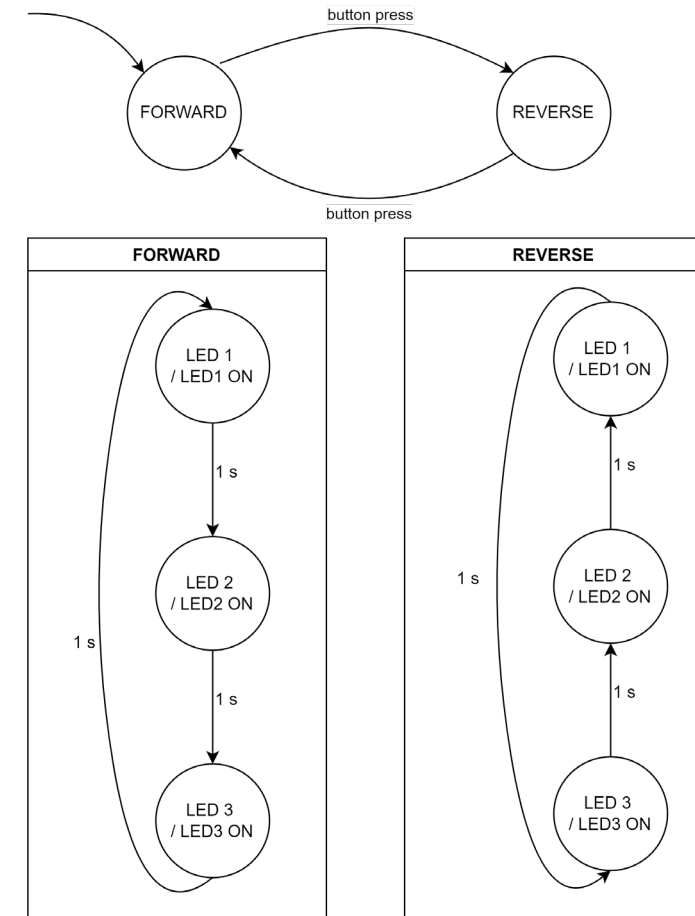 button press
FORWARD
REVERSE
button press
FORWARD
LED 1
/ LED1 ON
1 s
LED 2
/ LED2 ON
1 s
1 s
LED 3
/ LED3 ON
REVERSE
LED 1
/ LED1 ON
1 s
1 s
LED 2
/ LED2 ON
1 s
LED 3
/ LED3 ON